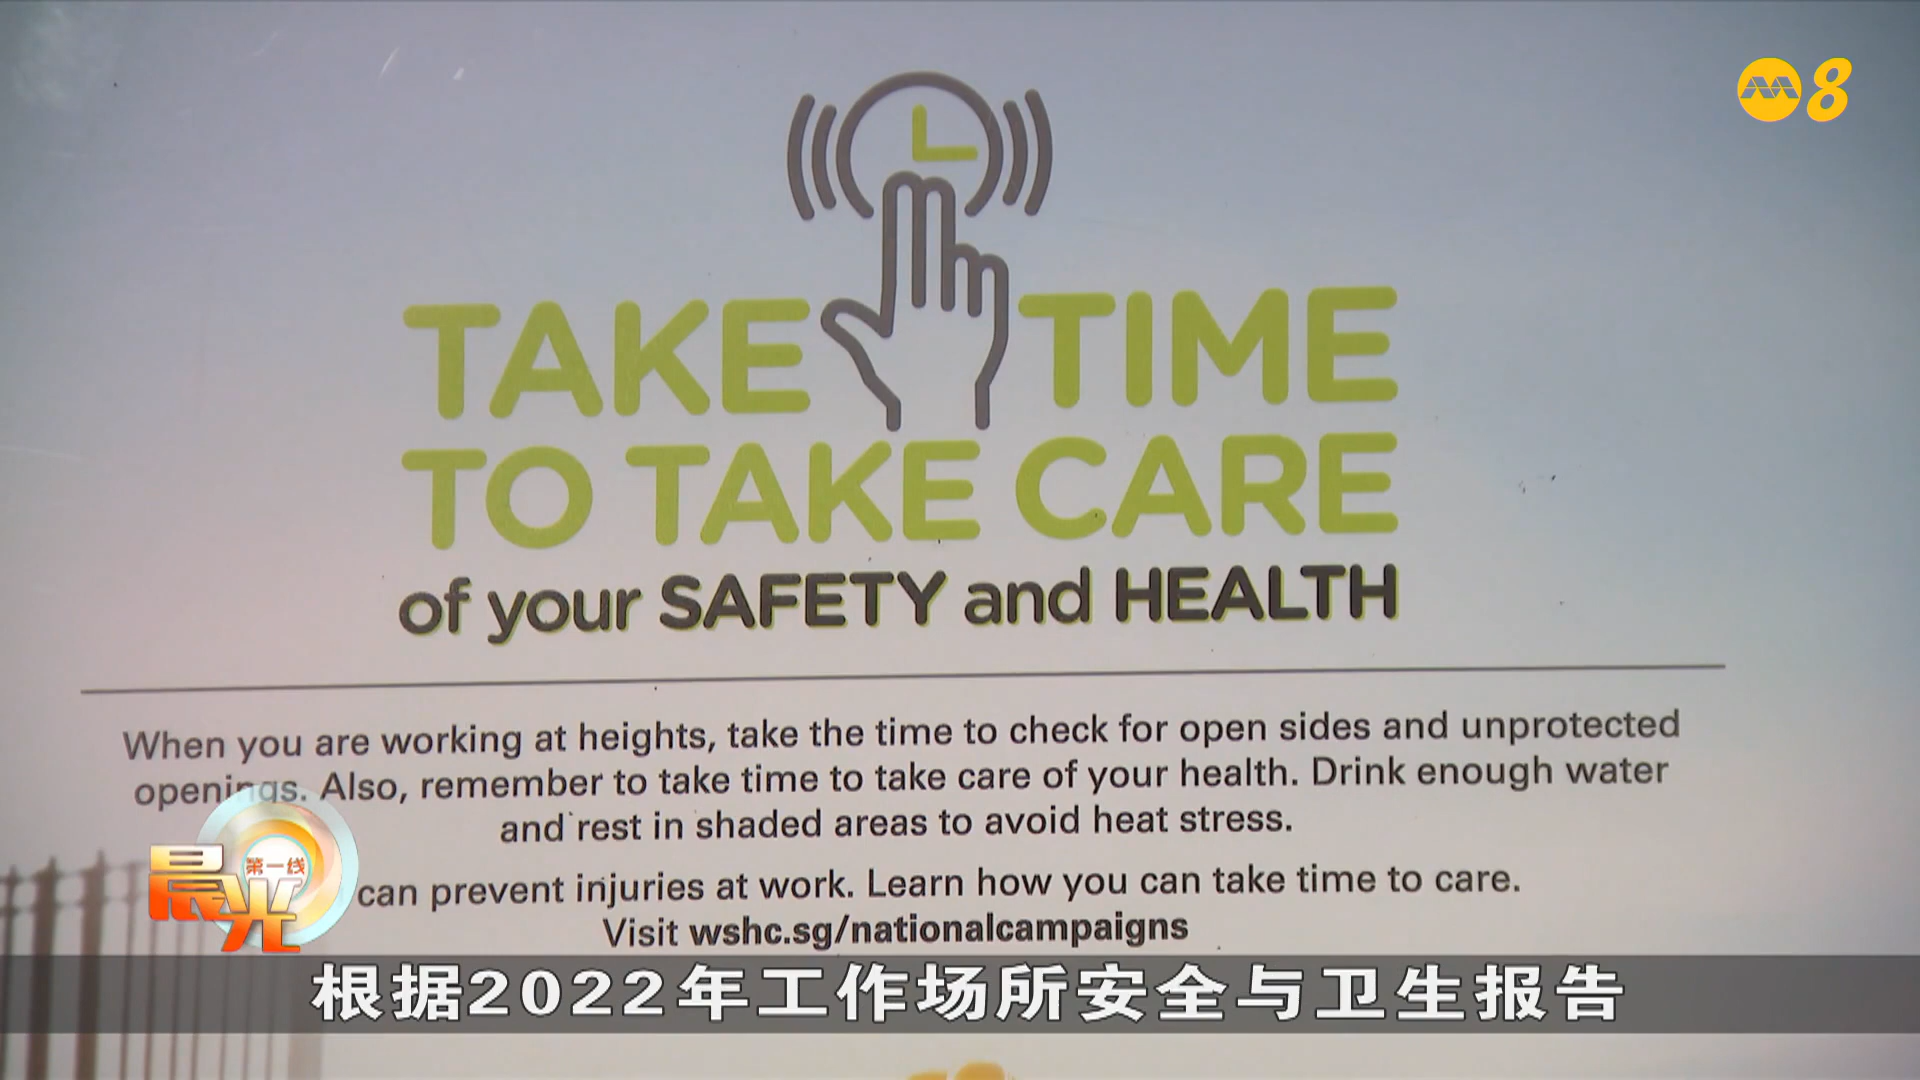 8
TAKE TIME
TO TAKE CARE
of your SAFETY and HEALTH
When you are working at heights, take the time to check for open sides and unprotected
openings. Also, remember to take time to take care of your health. Drink enough water
and rest in shaded areas to avoid heat stress.
can prevent injuries at work. Learn how you can take time to care.
Visit wshc.sg/nationalcampaigns
晨光
第一线
根据2022年工作场所安全与卫生报告